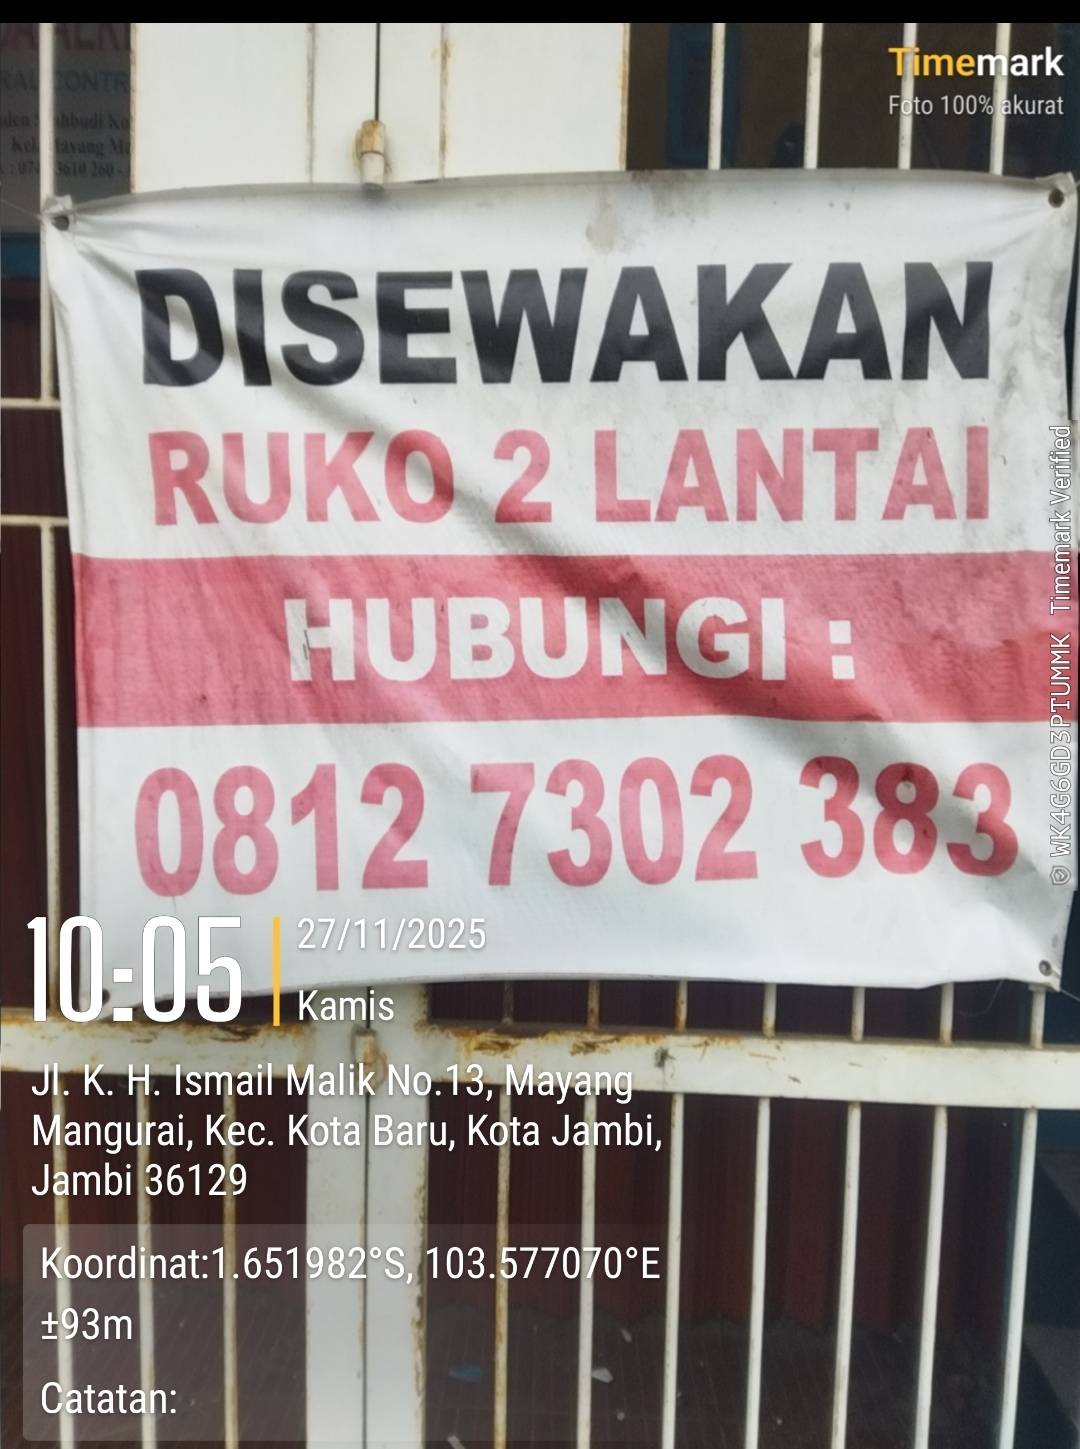 RAL CONTR
Timemark
Foto 100% akurat
DISEWAKAN
RUKO 2 LANTAI
HUBUNGI :
0812 7302 383
WK4G6GD3PTUMMK Timemark Verified
10:05
27/11/2025
Kamis
Jl. K. H. Ismail Malik No.13, Mayang
Mangurai, Kec. Kota Baru, Kota Jambi,
Jambi 36129
Koordinat:1.651982°S, 103.577070°E
±93m
Catatan: